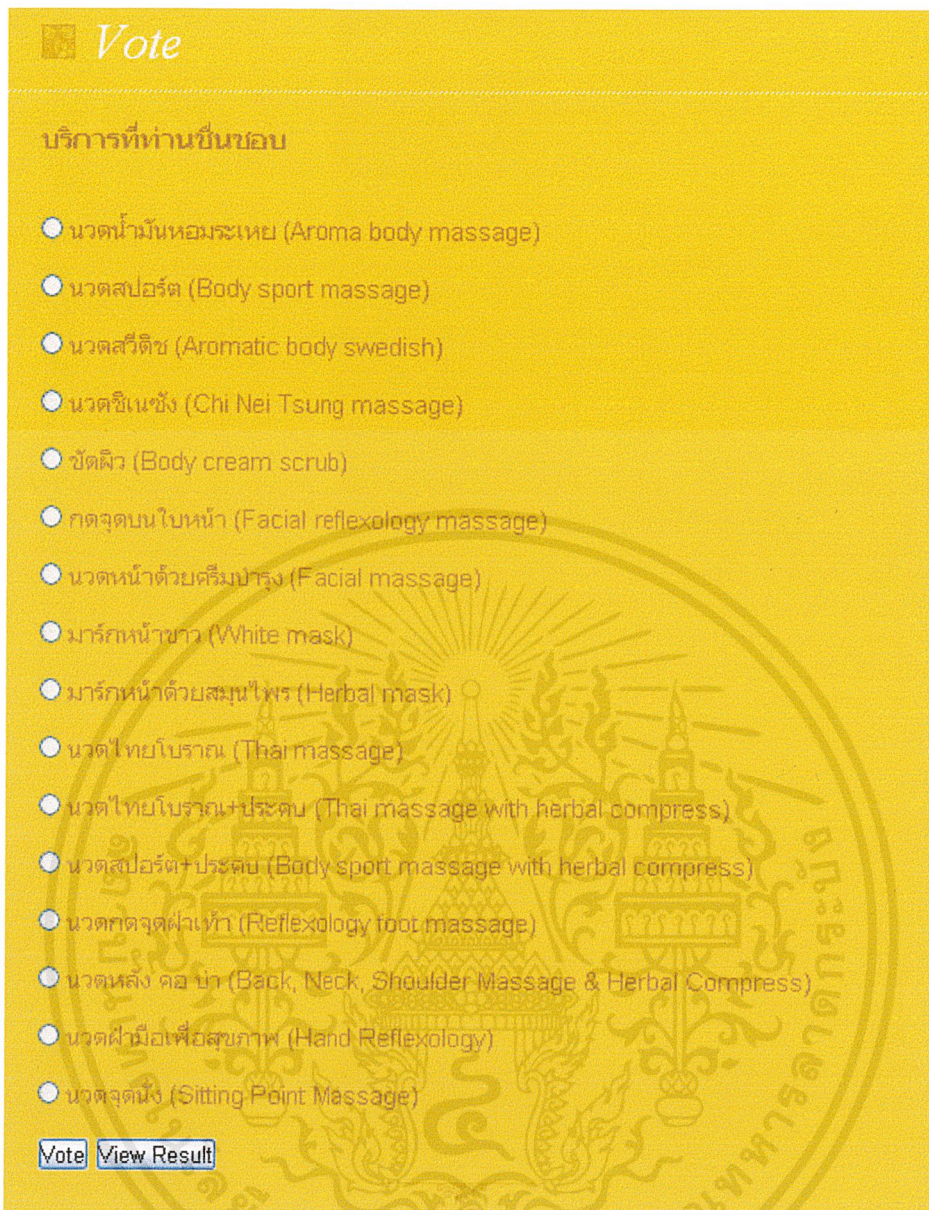 Vote
บริการที่ท่านชื่นชอบ
นวดน้ำมันหอมระเหย (Aroma body massage)
นวดสปอร์ต (Body sport massage)
นวดสวีดิช (Aromatic body swedish)
นวดชิเนซัง (Chi Nei Tsung massage)
ขัดผิว (Body cream scrub)
กดจุดบนใบหน้า (Facial reflexology massage)
นวดหน้าด้วยครีมบำรุง (Facial massage)
มาร์กหน้าขาว (White mask)
มาร์กหน้าด้วยสมุนไพร (Herbal mask)
นวดไทยโบราณ (Thai massage)
นวดไทยโบราณ+ประคบ (Thai massage with herbal compress)
นวดสปอร์ต+ประคบ (Body sport massage with herbal compress)
นวดกดจุดฝ่าเท้า (Reflexology foot massage)
นวดหลัง คอ บ่า (Back, Neck, Shoulder Massage & Herbal Compress)
นวดฝ่ามือเพื่อสุขภาพ (Hand Reflexology)
นวดจุดนั่ง (Sitting Point Massage)
Vote View Result